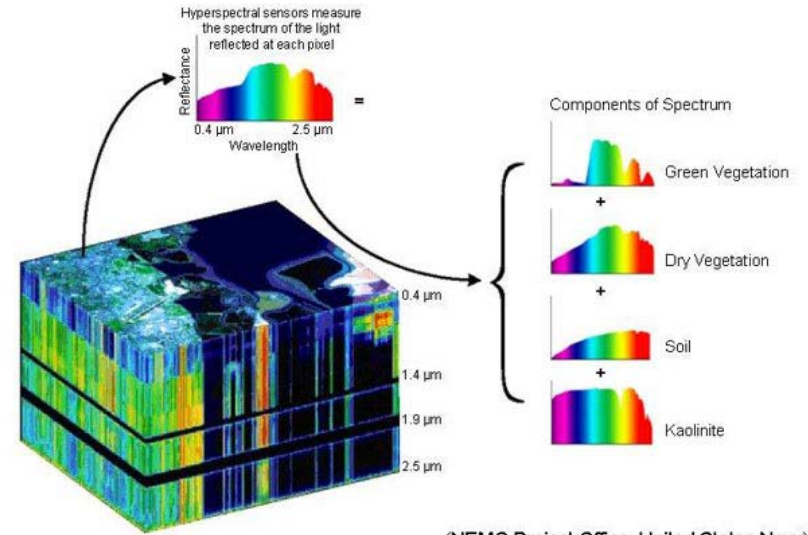 Hyperspectral sensors measure
the spectrum of the light
reflected at each pixel
Reflectance
0.4 µm 2.5 µm
Wavelength
=
Components of Spectrum
Green Vegetation
+
Dry Vegetation
+
Soil
+
Kaolinite
0.4 µm
1.4 µm
1.9 µm
2.5 µm